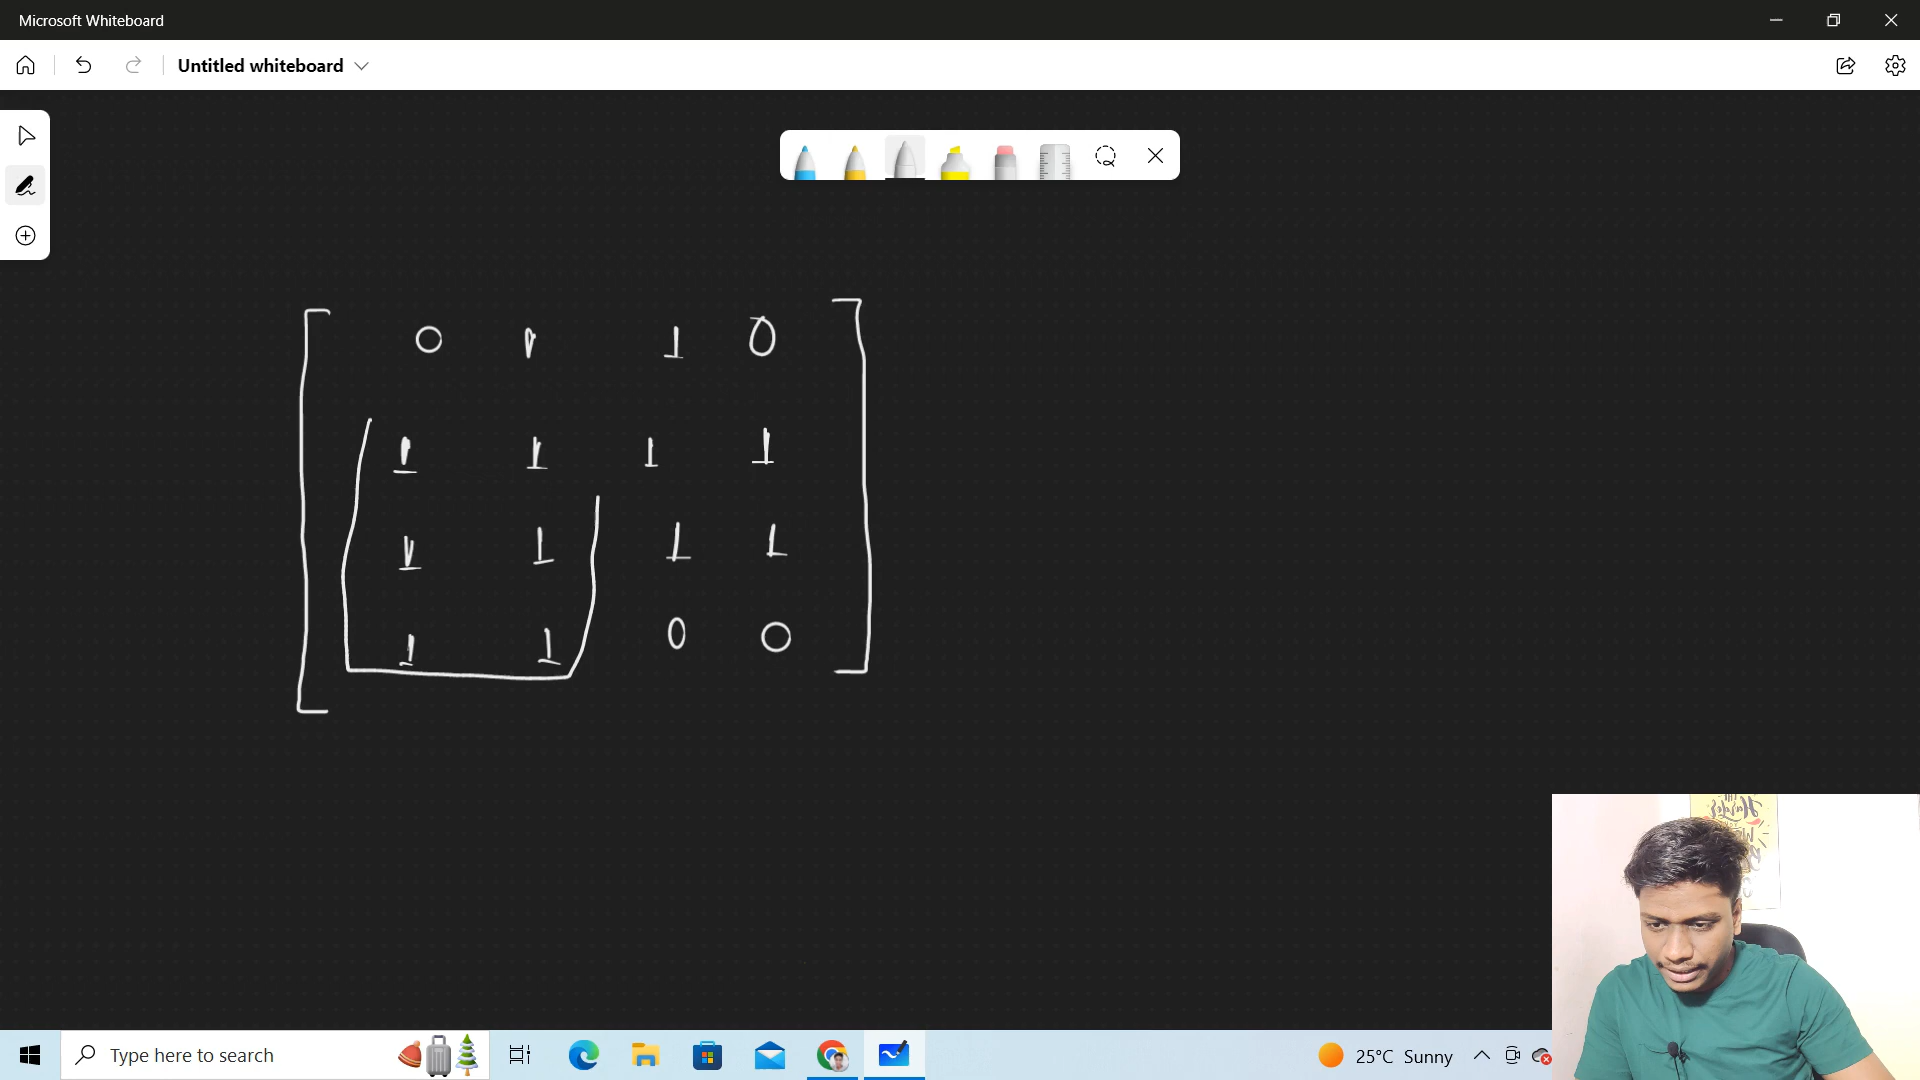 Microsoft Whiteboard
Untitled whiteboard
0 1 1 0
1 1 1 1
1 1 1 1
1 1 0 0
Type here to search
25°C Sunny